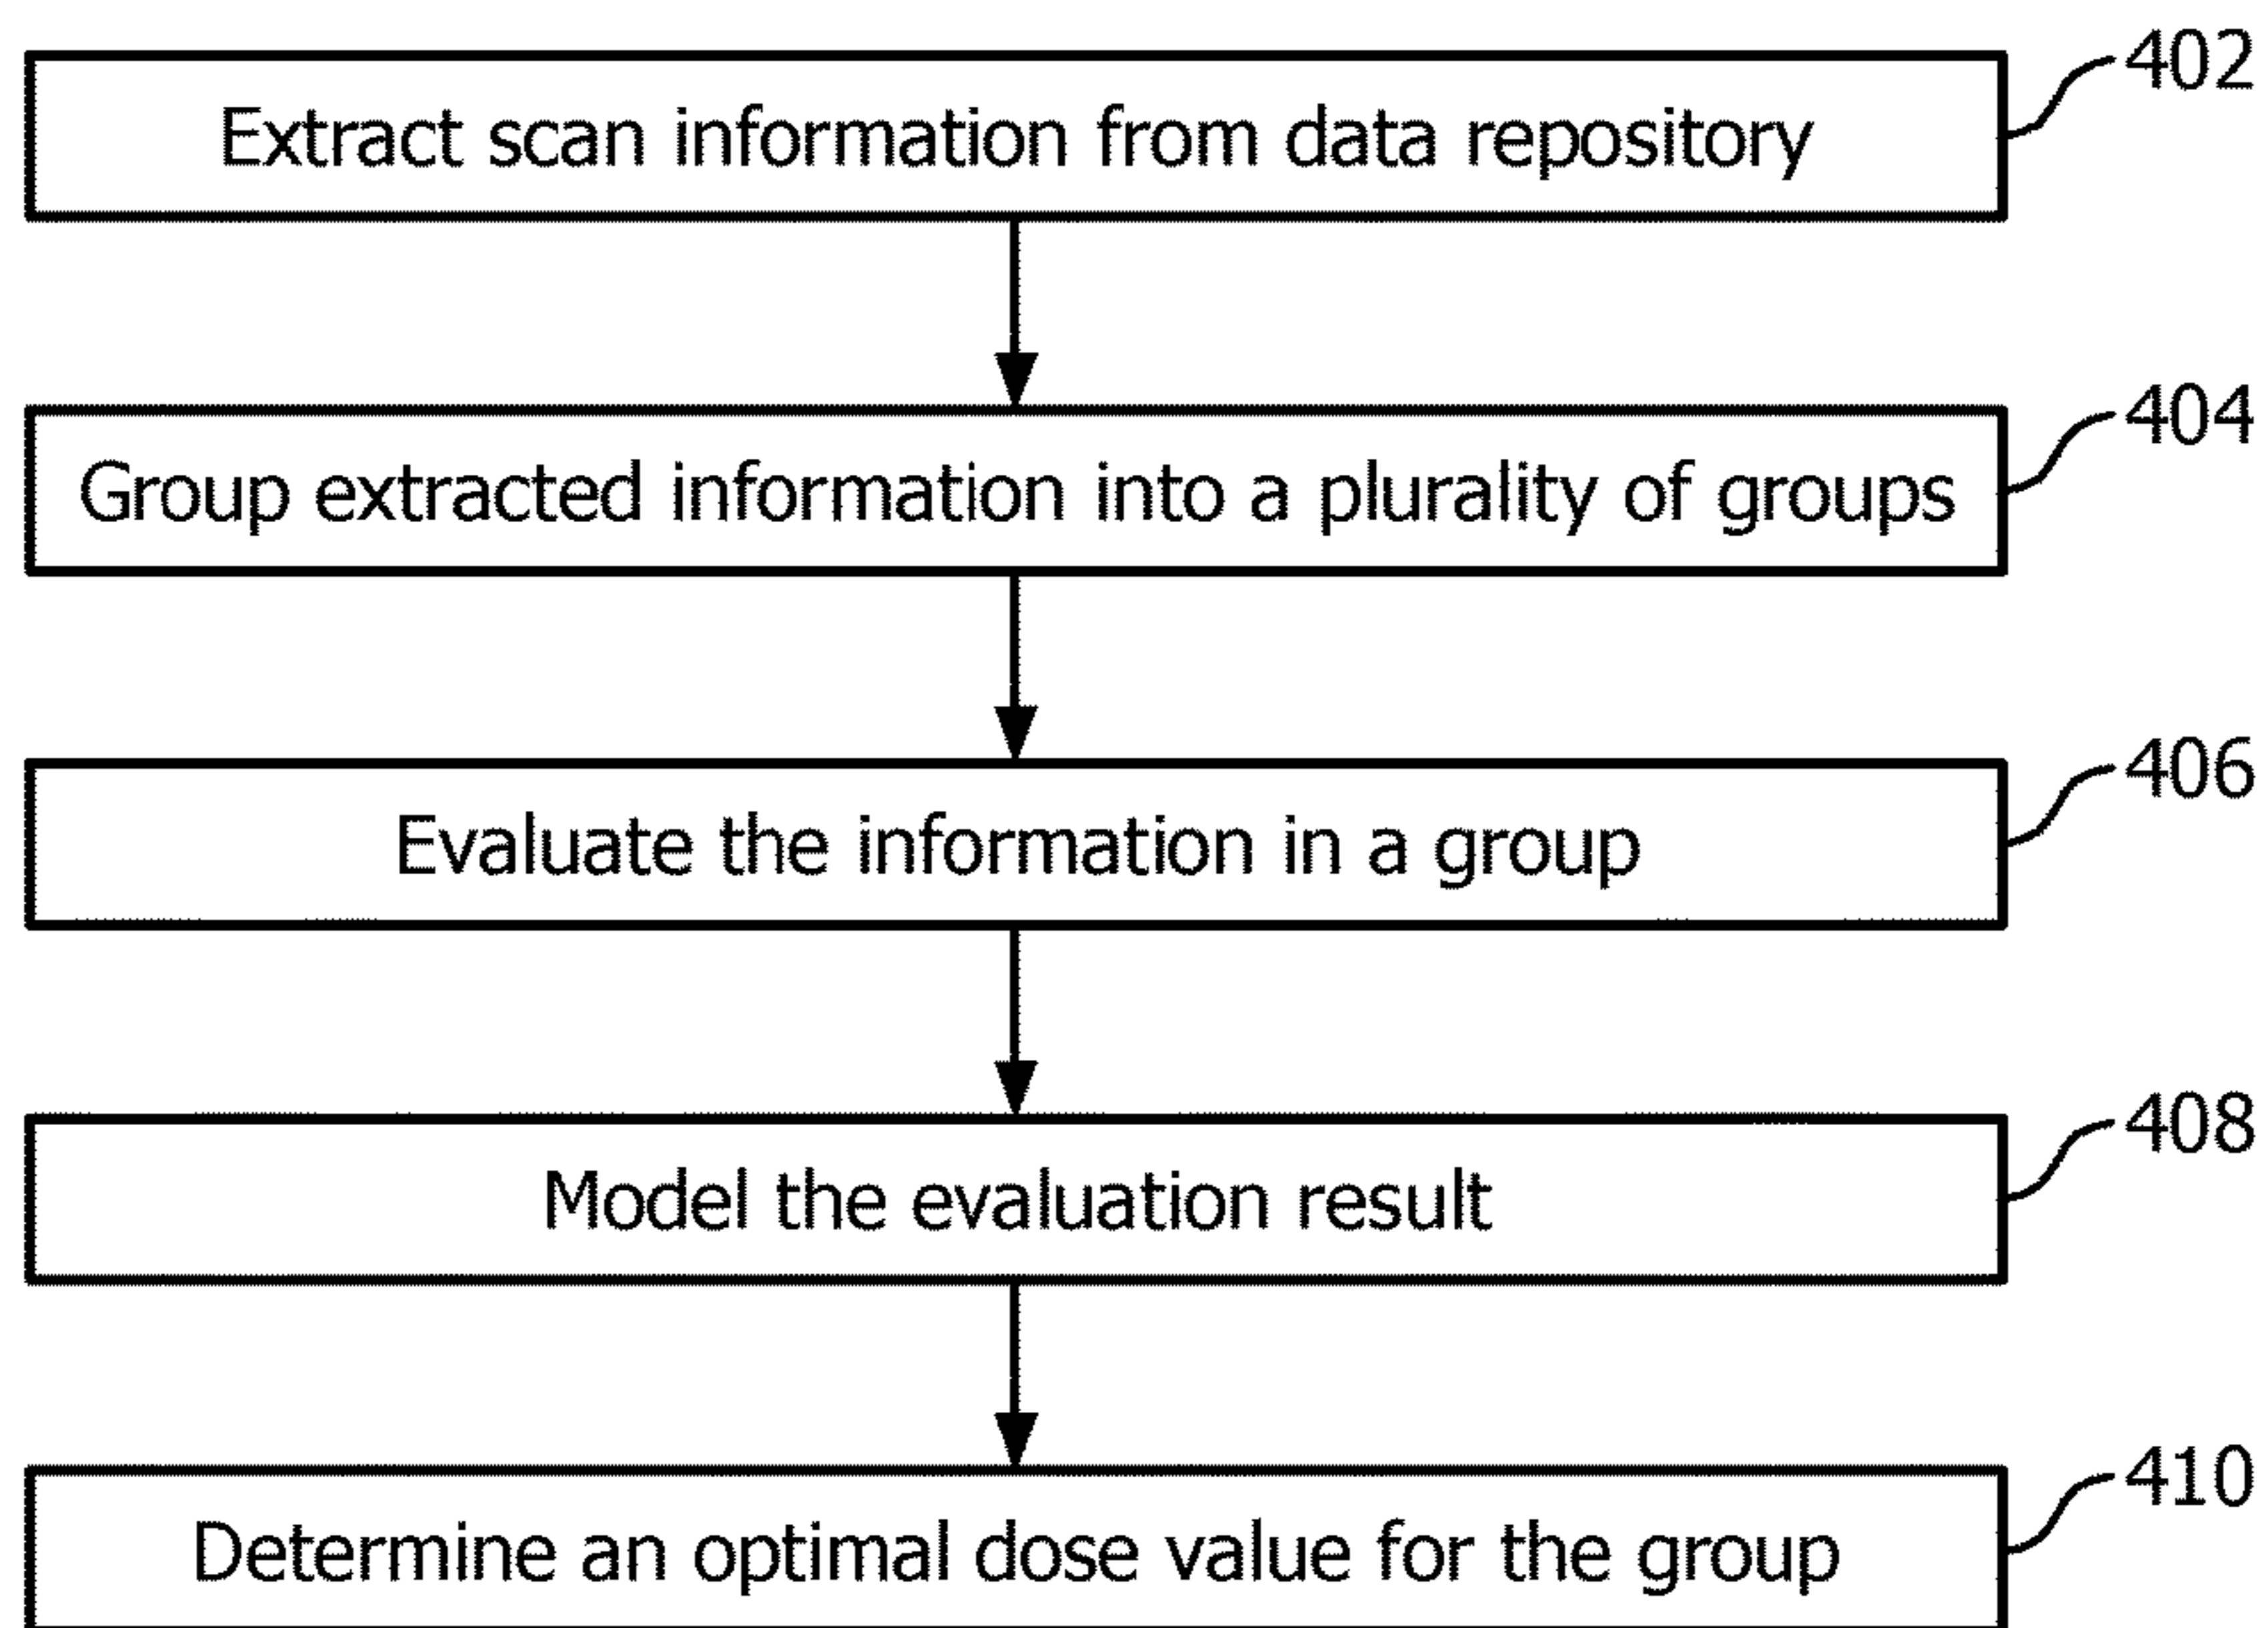 402
Extract scan information from data repository
404
Group extracted information into a plurality of groups
406
Evaluate the information in a group
408
Model the evaluation result
410
Determine an optimal dose value for the group